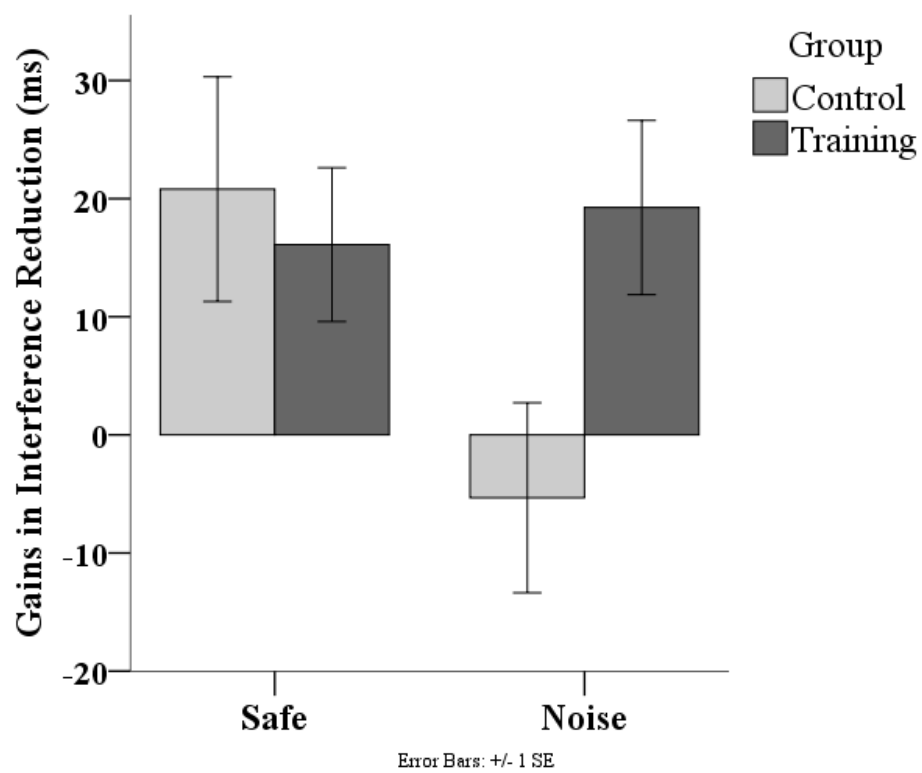 Gains in Interference Reduction (ms)
30
20
10
0
-10
-20
Safe
Noise
Group
Control
Training
Error Bars: +/- 1 SE